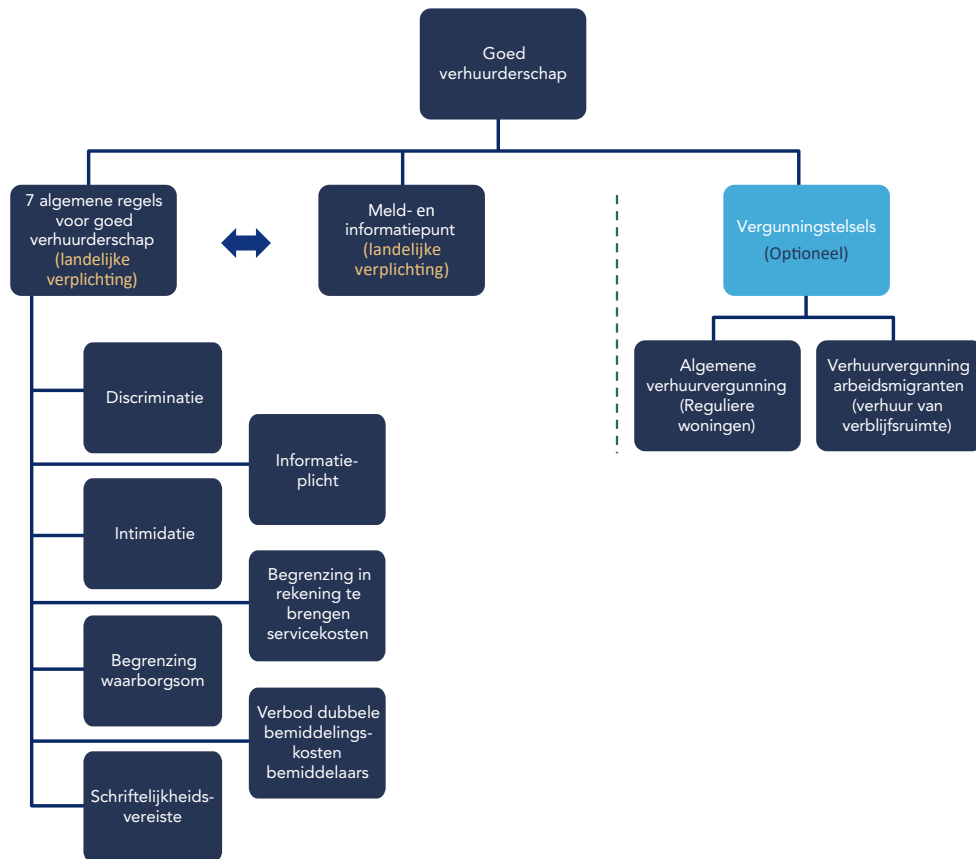 Goed
verhuurderschap
7 algemene regels
voor goed
verhuurderschap
(landelijke
verplichting)
Meld- en
informatiepunt
(landelijke
verplichting)
Vergunningstelsels
(Optioneel)
Algemene
verhuurvergunning
(Reguliere
woningen)
Verhuurvergunning
arbeidsmigranten
(verhuur van
verblijfsruimte)
Discriminatie
Informatie-
plicht
Intimidatie
Begrenzing in
rekening te
brengen
servicekosten
Begrenzing
waarborgsom
Verbod dubbele
bemiddelings-
kosten
bemiddelaars
Schriftelijkheids-
vereiste